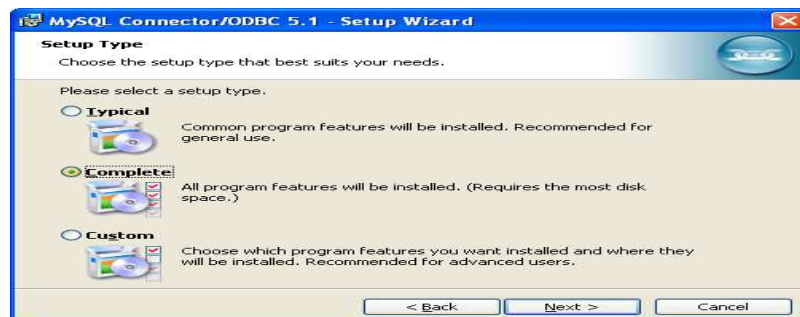 MySQL Connector/ODBC 5.1 - Setup Wizard
Setup Type
Choose the setup type that best suits your needs.
Please select a setup type.
Typical
Common program features will be installed. Recommended for
general use.
Complete
All program features will be installed. (Requires the most disk
space.)
Custom
Choose which program features you want installed and where they
will be installed. Recommended for advanced users.
< Back
Next >
Cancel